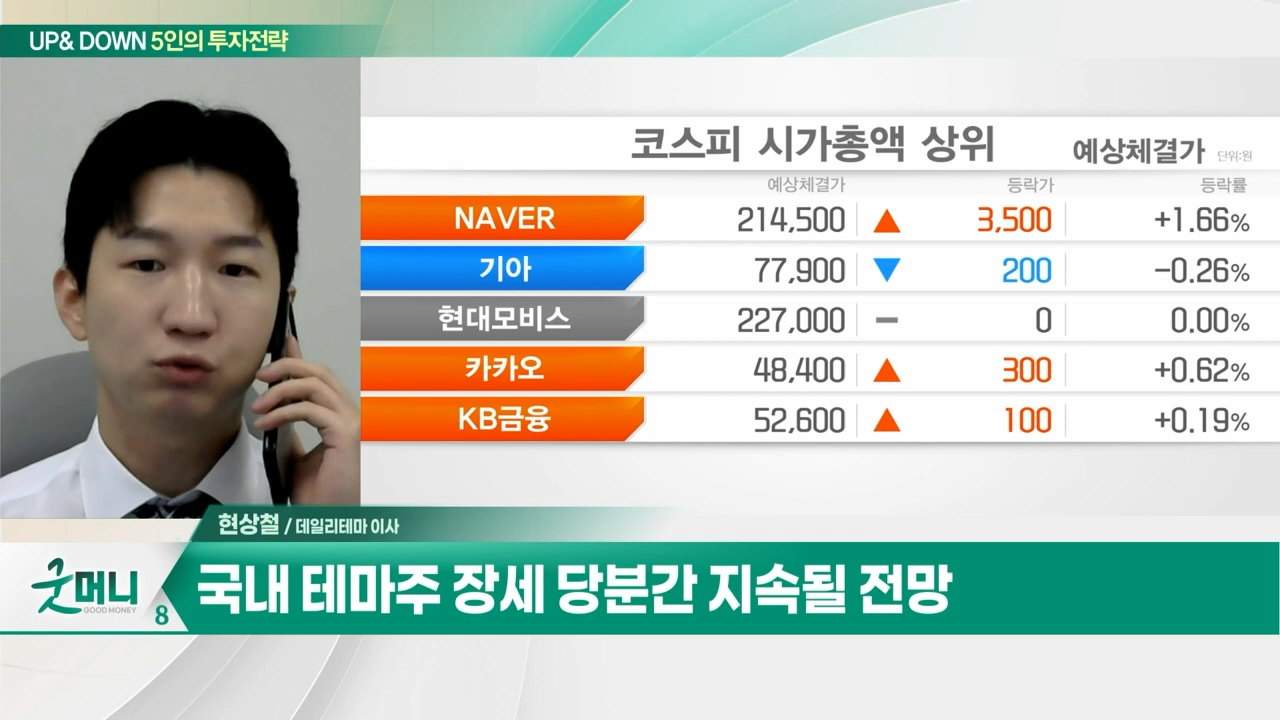 UP& DOWN 5인의 투자전략
코스피 시가총액 상위 예상체결가 단위:원
예상체결가 등락가 등락률
NAVER 214,500 ▲ 3,500 +1.66%
기아 77,900 ▼ 200 -0.26%
현대모비스 227,000 - 0 0.00%
카카오 48,400 ▲ 300 +0.62%
KB금융 52,600 ▲ 100 +0.19%
현상철 / 데일리테마 이사
굿머니
GOOD MONEY
8
국내 테마주 장세 당분간 지속될 전망